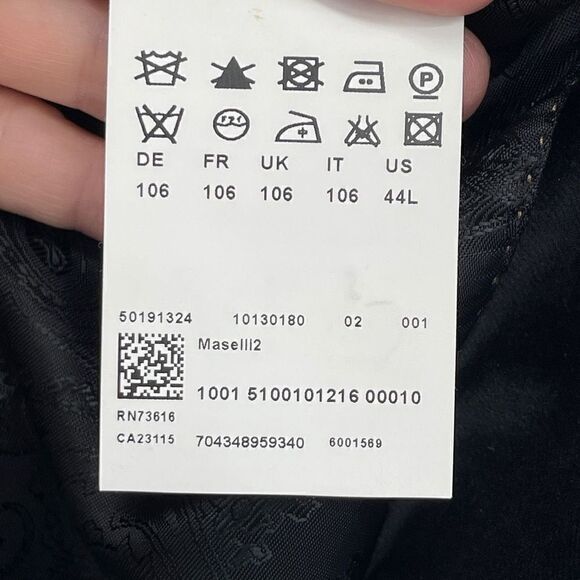 P
DE FR UK IT US
106 106 106 106 44L
50191324 10130180 02 001
Maselli2
1001 5100101216 00010
RN73616
CA23115 704348959340 6001569